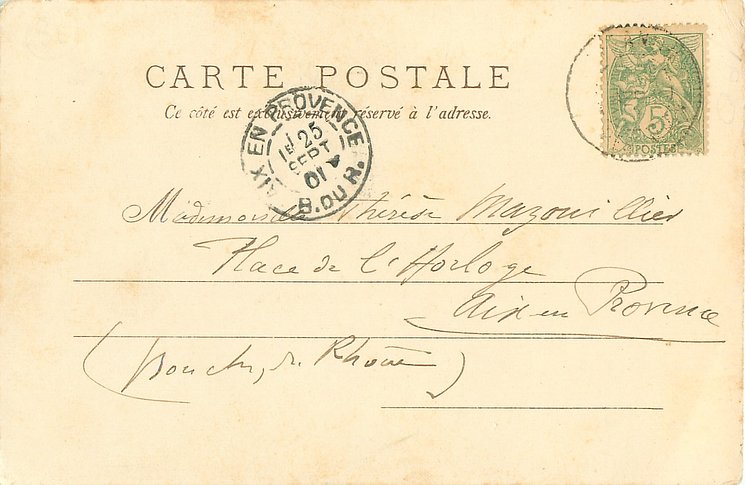 CARTE POSTALE
Ce côté est exclusivement réservé à l'adresse.
AIX EN PROVENCE
1E 25
SEPT
01
B. DU R.
5c
POSTES
Mademoiselle Thérèse Mazouillier
Place de l'Horloge
Aix en Provence
(Bouches du Rhône)